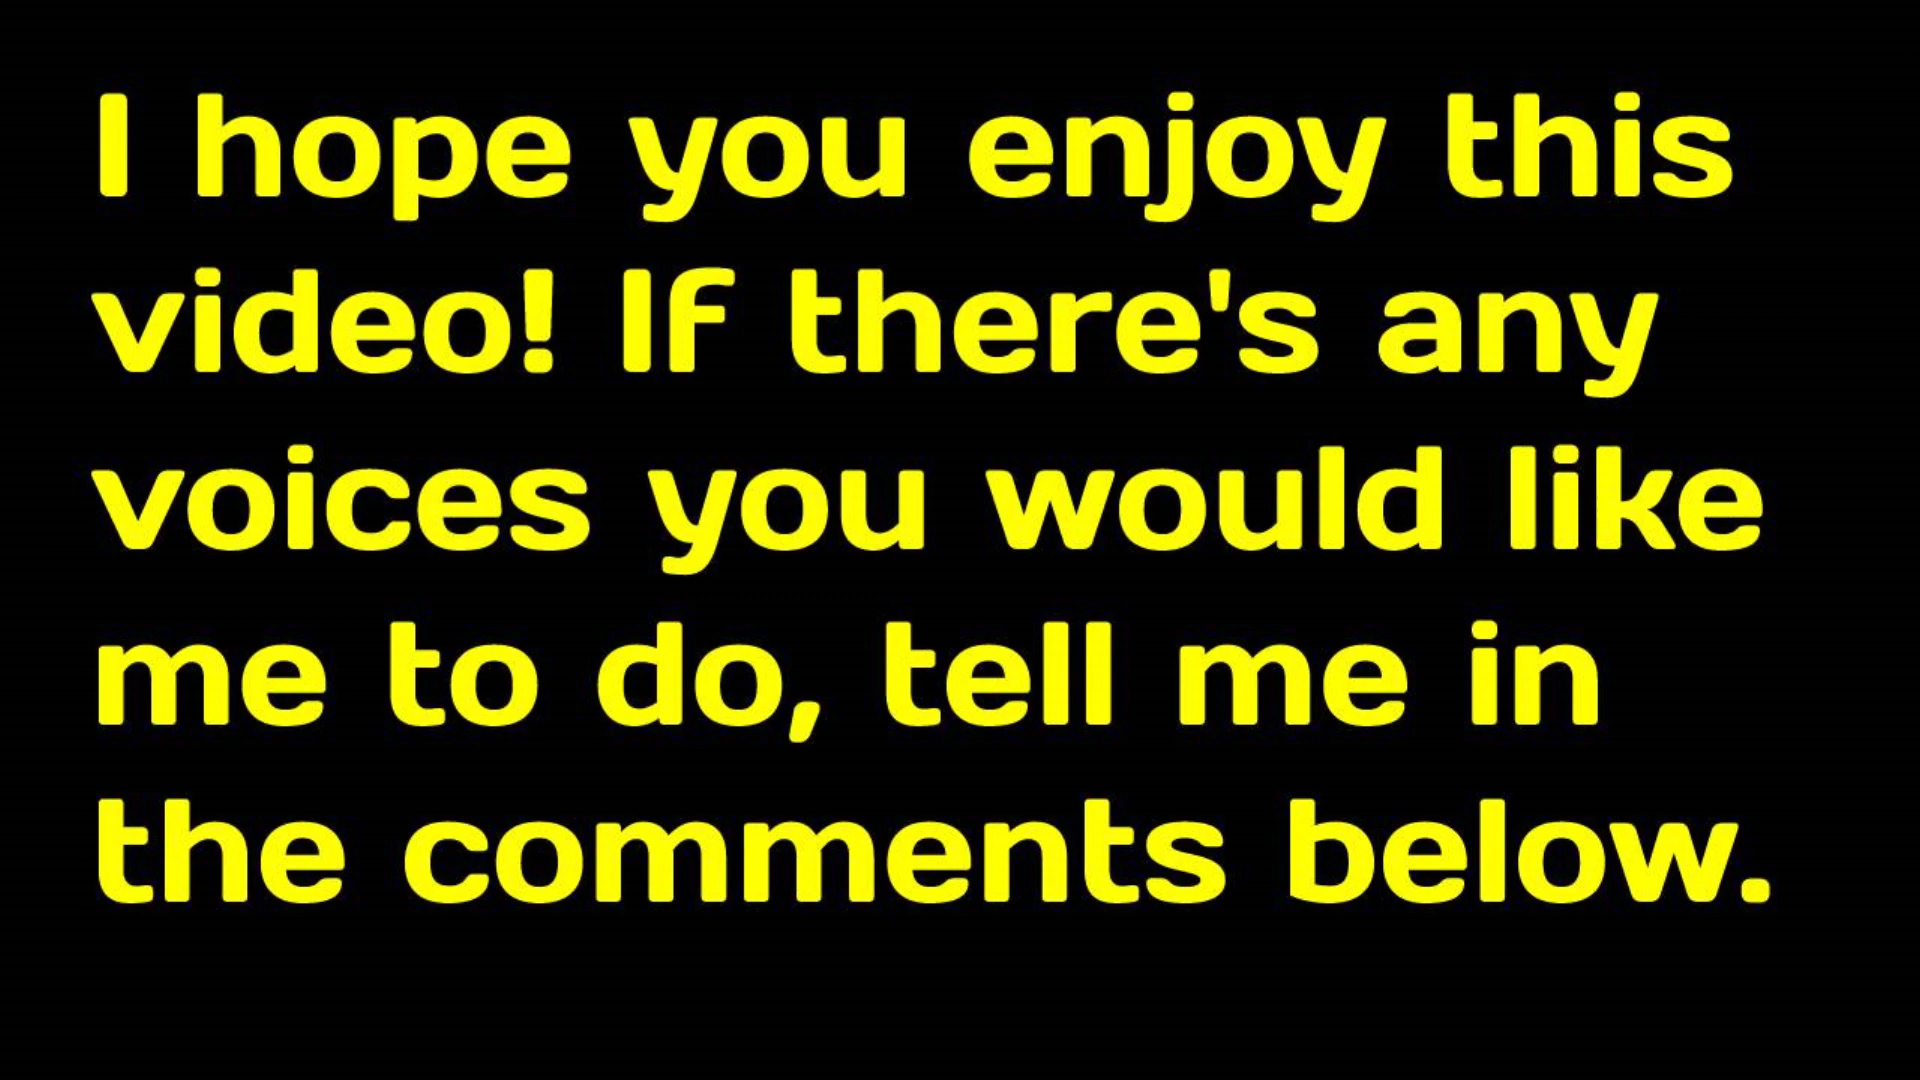 I hope you enjoy this
video! If there's any
voices you would like
me to do, tell me in
the comments below.